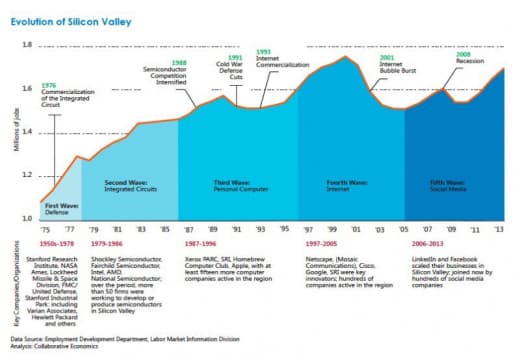 Evolution of Silicon Valley
1.8
1.6
1.4
1.2
1.0
Millions of jobs
1976
Commercialization
of the Integrated
Circuit
1988
Semiconductor
Competition
Intensified
1991
Cold War
Defense
Cuts
1993
Internet
Commercialization
2001
Internet
Bubble Burst
2008
Recession
First Wave:
Defense
Second Wave:
Integrated Circuits
Third Wave:
Personal Computer
Fourth Wave:
Internet
Fifth Wave:
Social Media
'75 '77 '79 '81 '83 '85 '87 '89 '91 '93 '95 '97 '99 '01 '03 '05 '07 '09 '11 '13
Key Companies/Organizations
1950s-1978
Stanford Research
Institute, NASA
Ames, Lockheed
Missile & Space
Division, FMC/
United Defense,
Stanford Industrial
Park: including
Varian Associates,
Hewlett Packard
and others
1979-1986
Shockley Semiconductor,
Fairchild Semiconductor,
Intel, AMD,
National Semiconductor;
over the period, more
than 50 firms were
working to develop or
produce semiconductors
in Silicon Valley
1987-1996
Xerox PARC, SRI, Homebrew
Computer Club, Apple, with at
least fifteen more computer
companies active in the region
1997-2005
Netscape, (Mosaic
Communications), Cisco,
Google, SRI were key
innovators; hundreds of
companies active in the
region
2006-2013
LinkedIn and Facebook
scaled their businesses in
Silicon Valley; joined now by
hundreds of social media
companies
Data Source: Employment Development Department, Labor Market Information Division
Analysis: Collaborative Economics